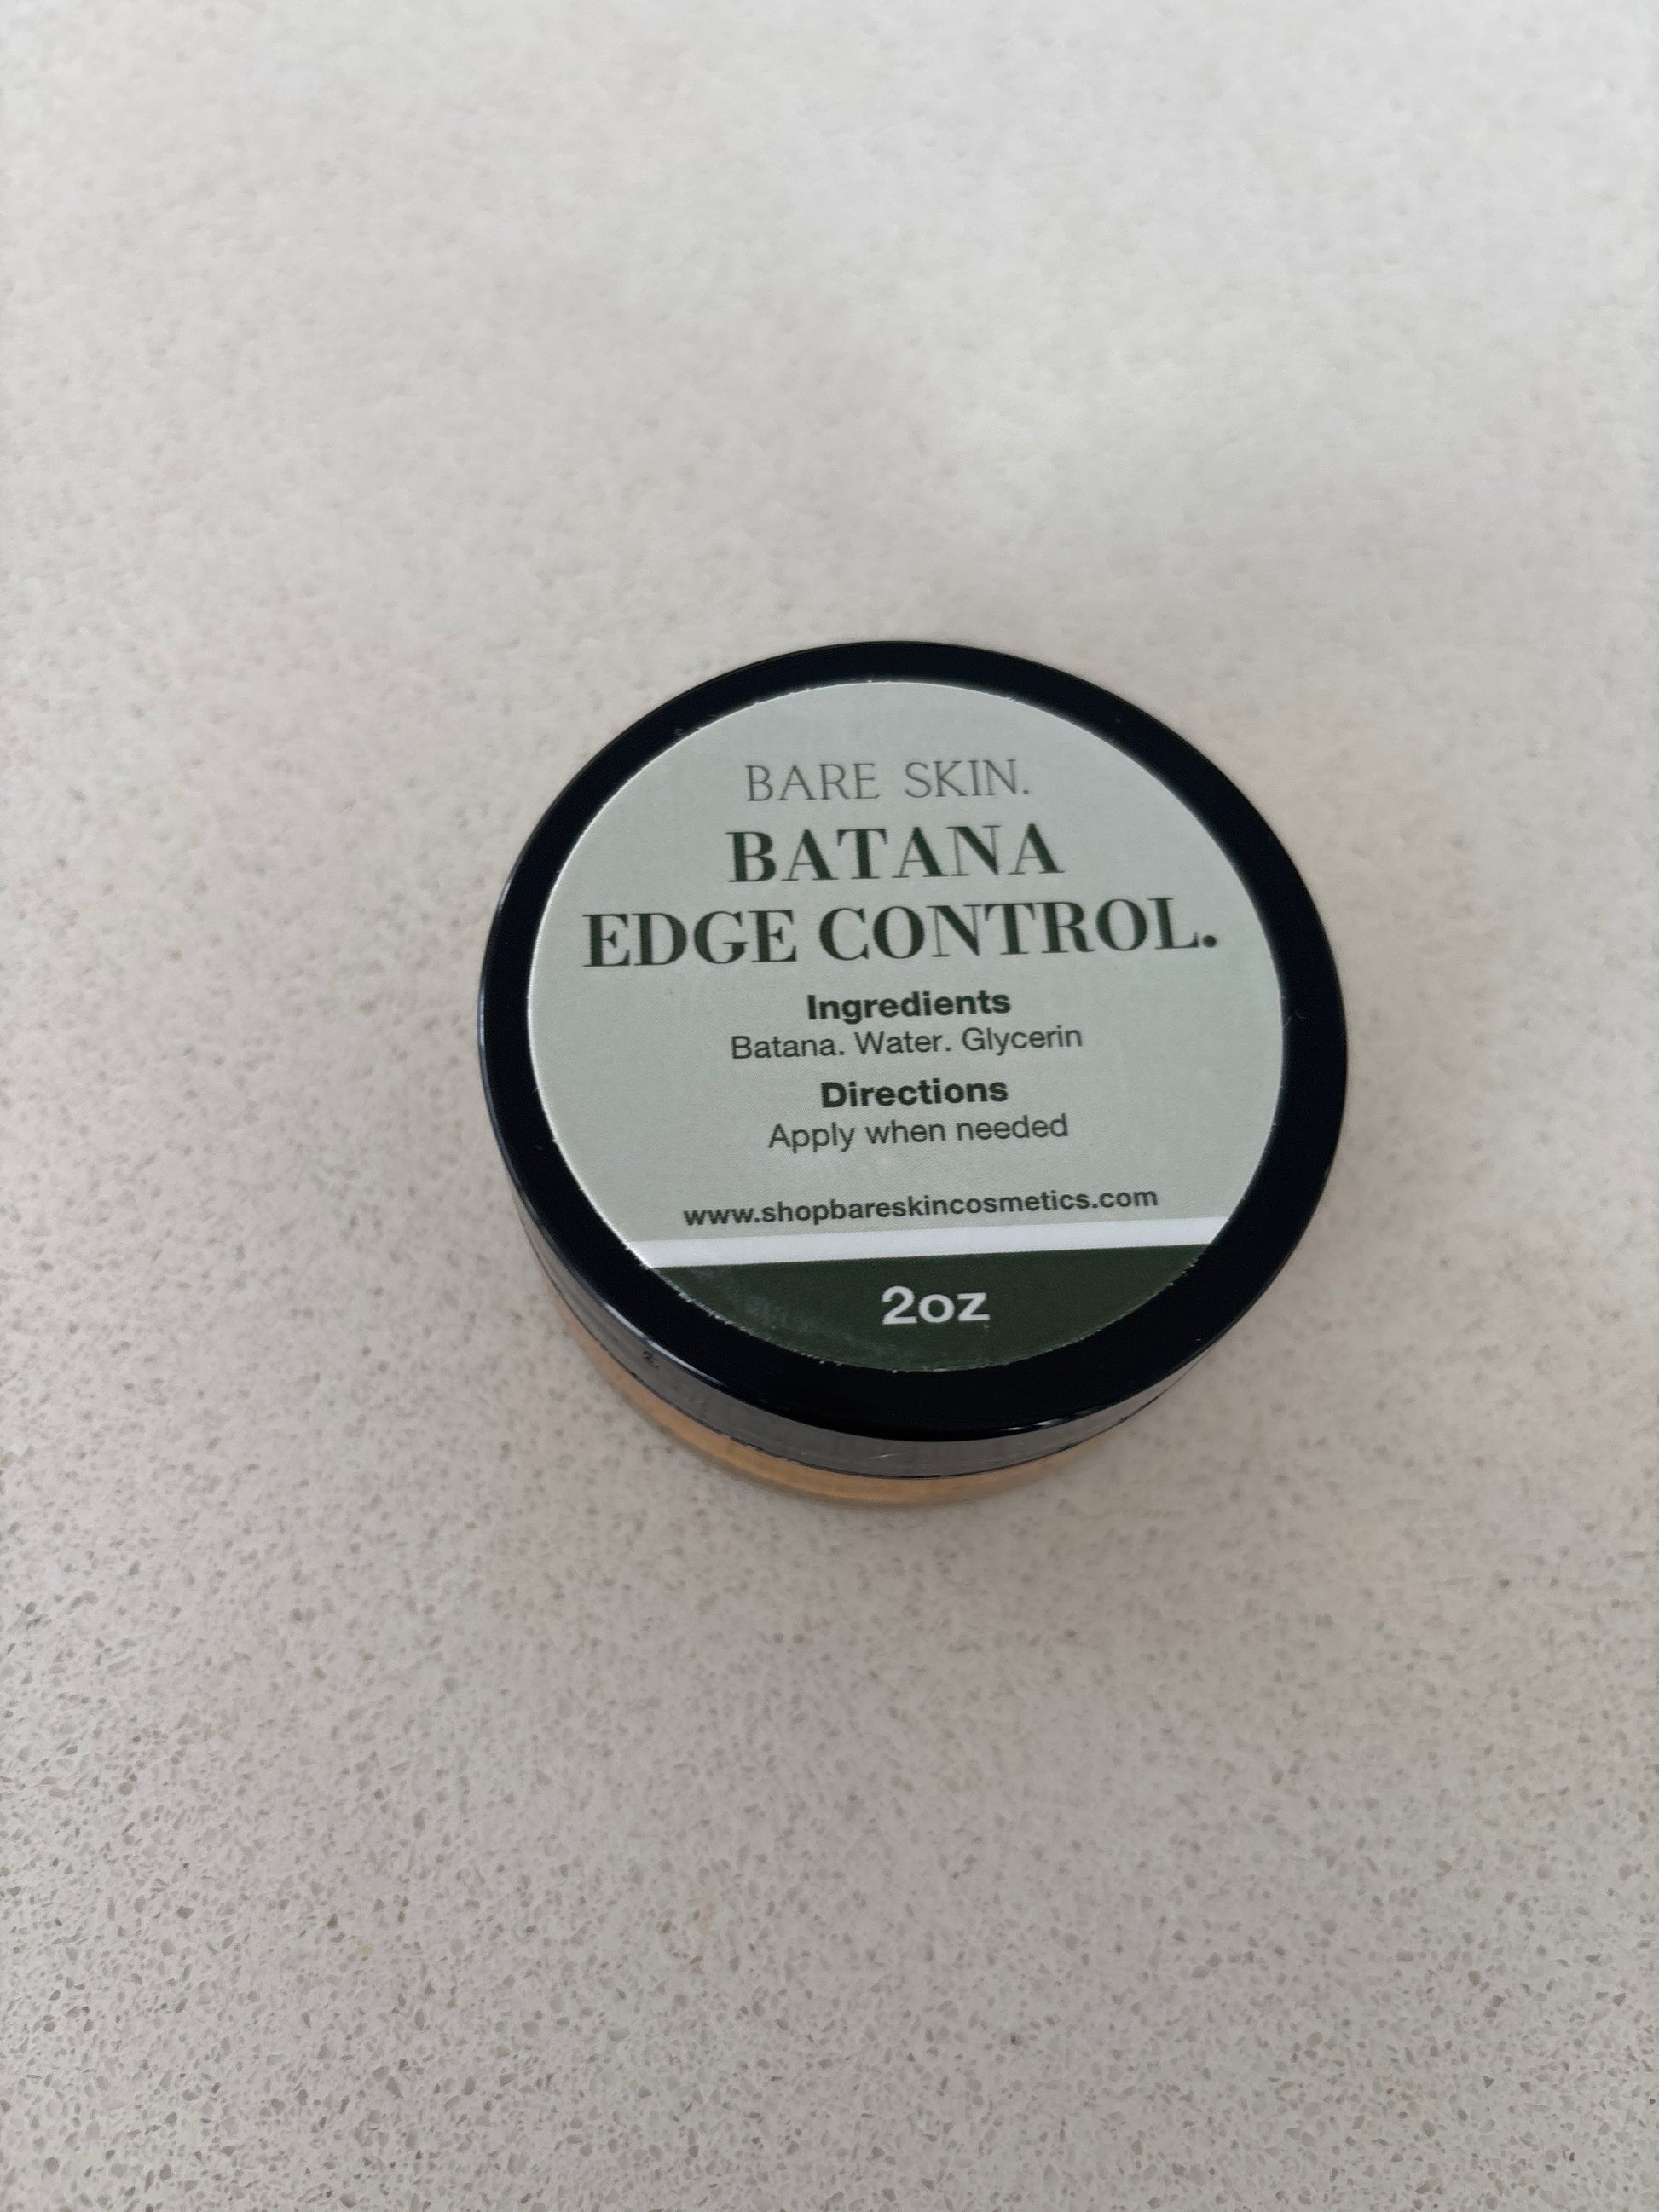 BARE SKIN.
BATANA
EDGE CONTROL.
Ingredients
Batana. Water. Glycerin
Directions
Apply when needed
www.shopbareskincosmetics.com
2oz